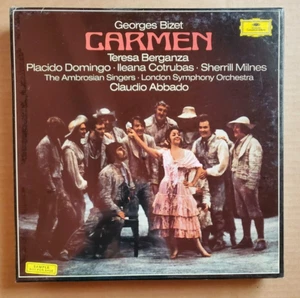 Georges Bizet
CARMEN
Teresa Berganza
Placido Domingo · Ileana Cotrubas · Sherrill Milnes
The Ambrosian Singers · London Symphony Orchestra
Claudio Abbado